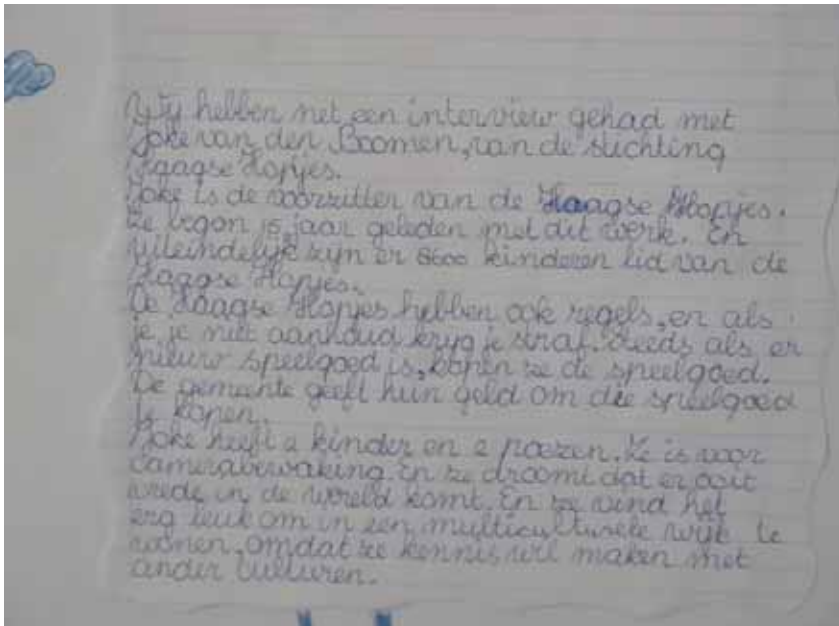 Wij hebben net een interview gehad met
Joke van den Boomen, van de stichting
Haagse Hopjes.
Joke is de voorzitter van de Haagse Hopjes.
Ze begon 15 jaar geleden met dit werk. En
uiteindelijk zijn er 8600 kinderen lid van de
Haagse Hopjes.
De Haagse Hopjes hebben ook regels, en als
je je niet aanhoud kryg je straf. Steeds als er
nieuw speelgoed is, kopen ze de speelgoed.
De gemeente geeft hun geld om die speelgoed
te kopen.
Joke heeft 2 kinder en 2 poezen. Ze is voor
camerabewaking. En ze droomt dat er ooit
vrede in de wereld komt. En ze vind het
erg leuk om in een multiculturele wijk te
wonen, omdat ze kennis wil maken met
ander culturen.